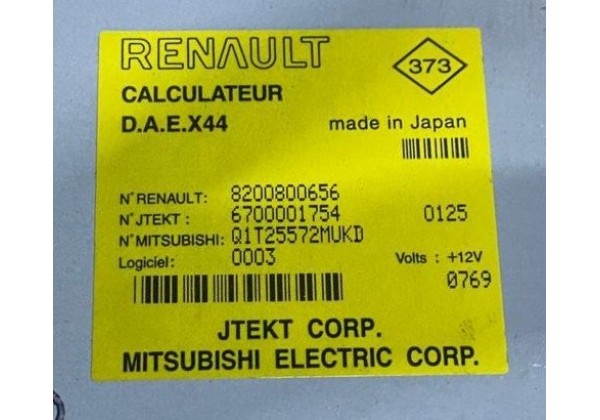 RENAULT
373
CALCULATEUR
D.A.E.X44 made in Japan
N° RENAULT: 8200800656
N° JTEKT : 6700001754 0125
N° MITSUBISHI: Q1T25572MUKD
Logiciel: 0003 Volts : +12V
0769
JTEKT CORP.
MITSUBISHI ELECTRIC CORP.